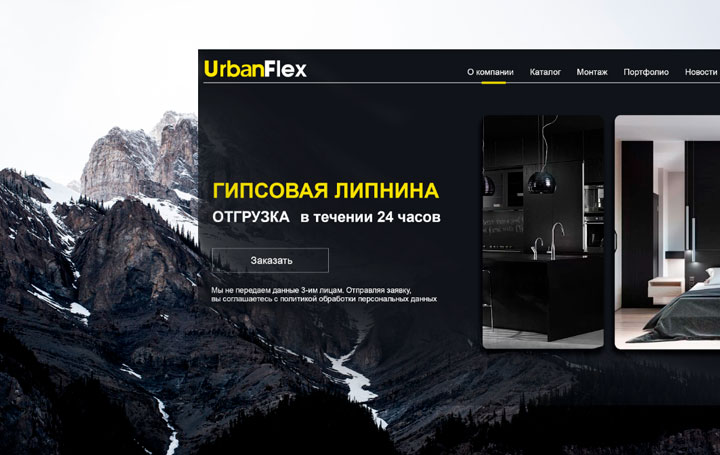 UrbanFlex
О компании Каталог Монтаж Портфолио Новости
ГИПСОВАЯ ЛИПНИНА
ОТГРУЗКА в течении 24 часов
Заказать
Мы не передаем данные 3-им лицам. Отправляя заявку,
вы соглашаетесь с политикой обработки персональных данных